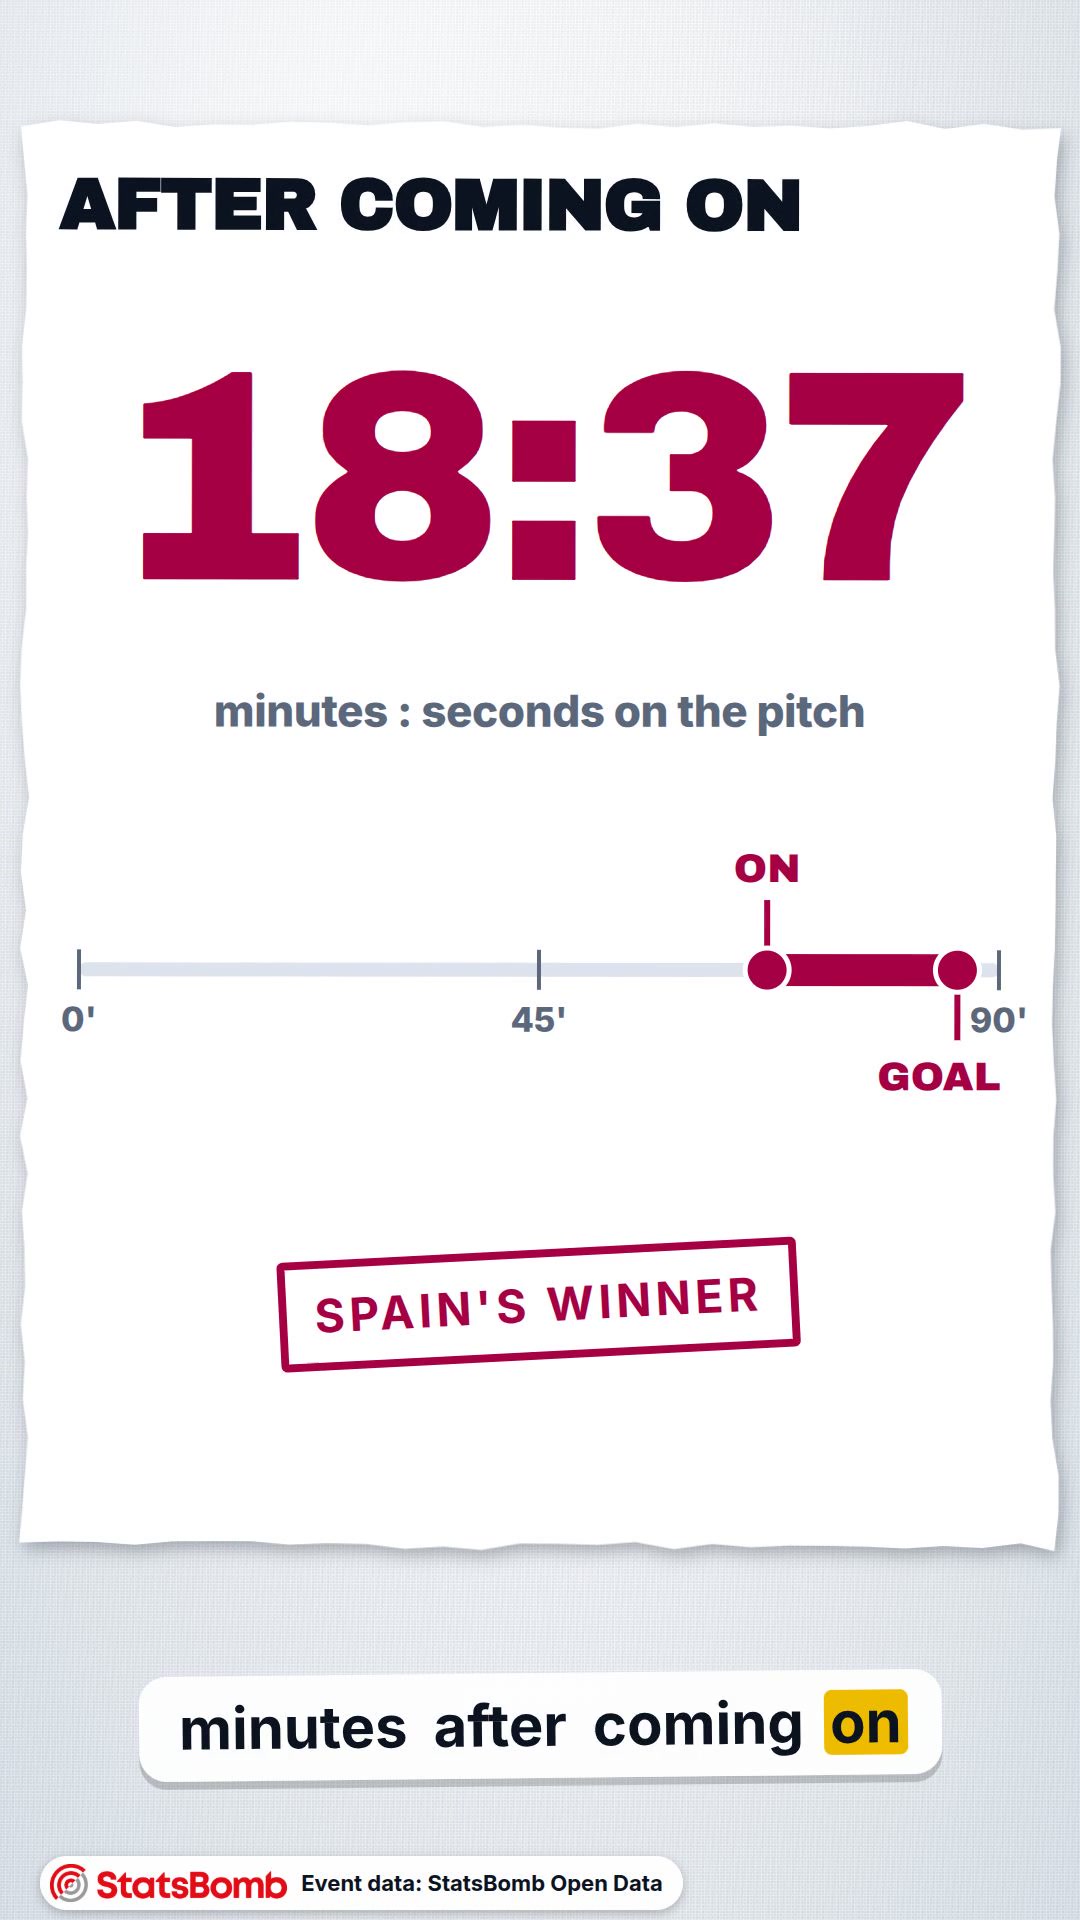 AFTER COMING ON
18:37
minutes : seconds on the pitch
ON
0'
45'
90'
GOAL
SPAIN'S WINNER
minutes after coming on
StatsBomb Event data: StatsBomb Open Data